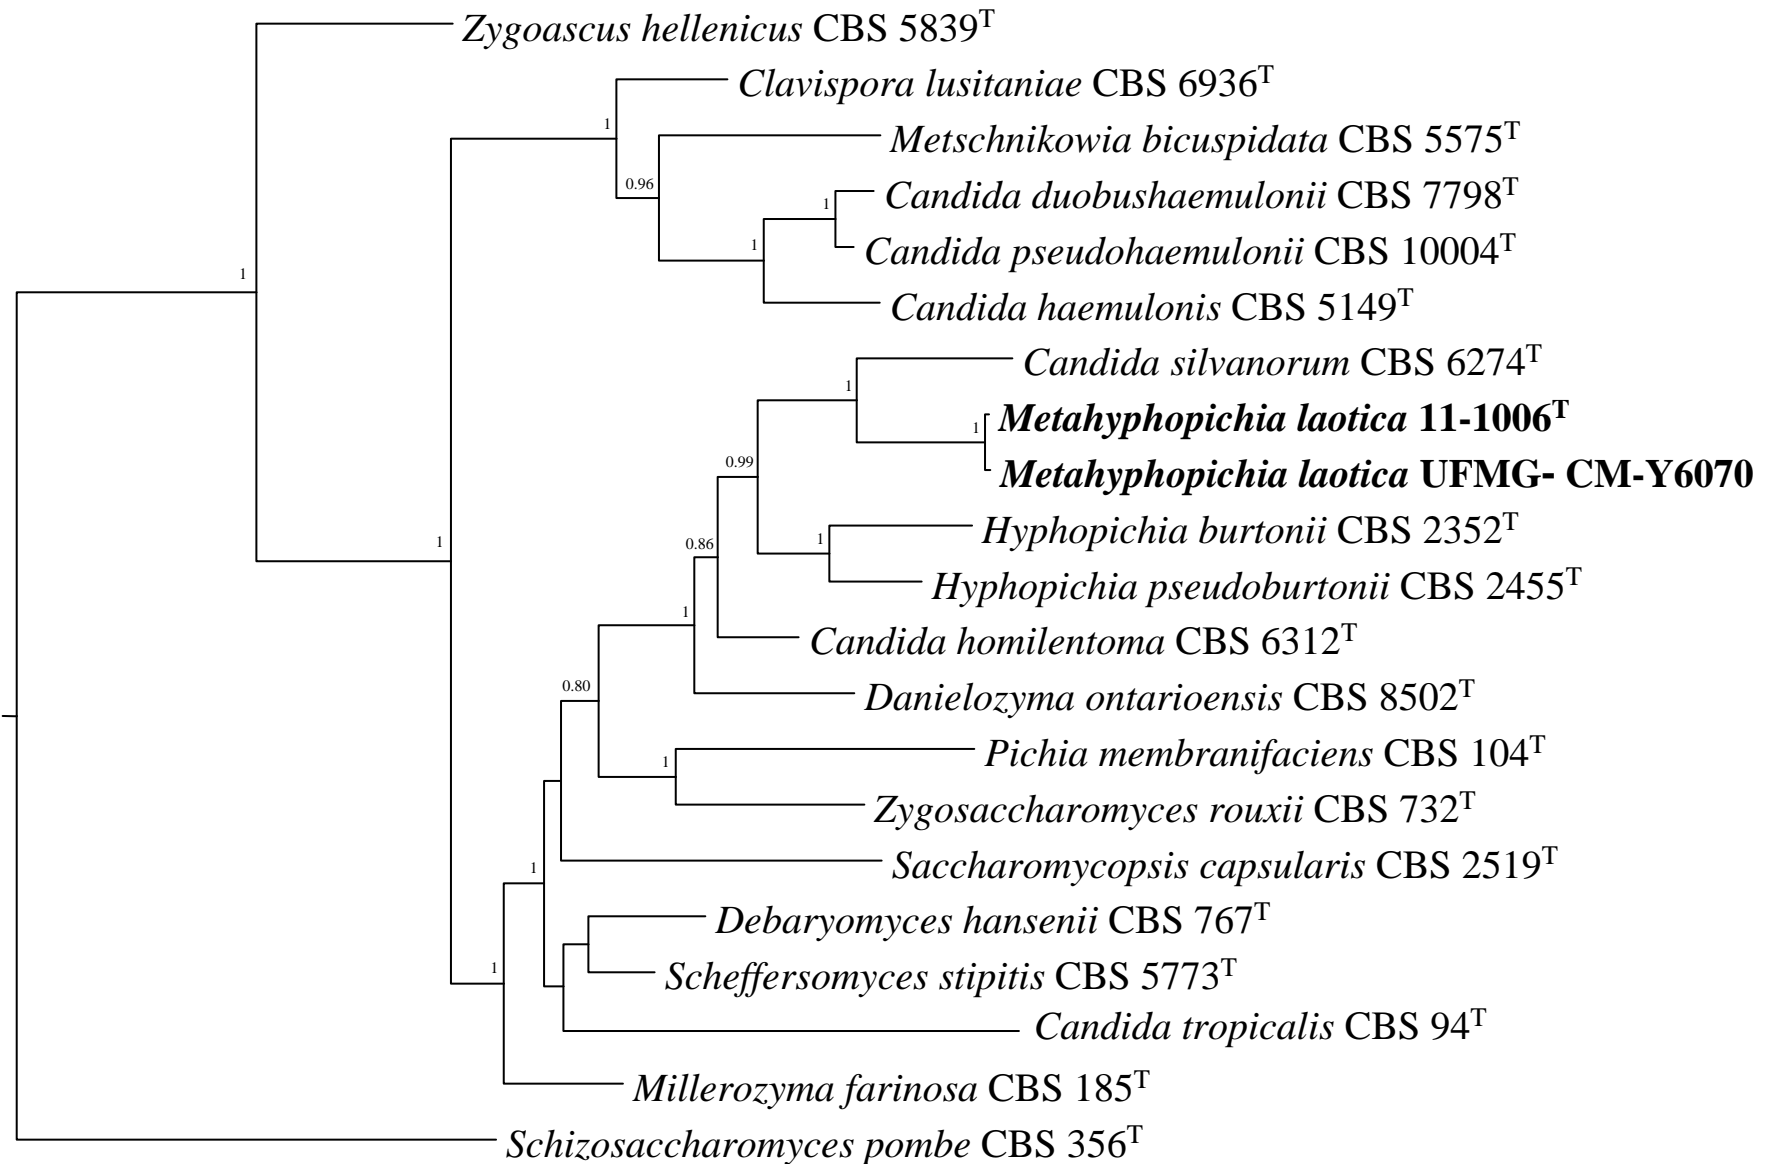 Zygoascus hellenicus CBS 5839T
Clavispora lusitaniae CBS 6936T
1
Metschnikowia bicuspidata CBS 5575T
0.96
Candida duobushaemulonii CBS 7798T
1
Candida pseudohaemulonii CBS 10004T
1
1
Candida haemulonis CBS 5149T
Candida silvanorum CBS 6274T
1
Metahyphopichia laotica 11-1006T
1
0.99
Metahyphopichia laotica UFMG- CM-Y6070
Hyphopichia burtonii CBS 2352T
1
1
0.86
Hyphopichia pseudoburtonii CBS 2455T
1
Candida homilentoma CBS 6312T
0.80
Danielozyma ontarioensis CBS 8502T
Pichia membranifaciens CBS 104T
1
Zygosaccharomyces rouxii CBS 732T
Saccharomycopsis capsularis CBS 2519T
1
Debaryomyces hansenii CBS 767T
1
Scheffersomyces stipitis CBS 5773T
Candida tropicalis CBS 94T
Millerozyma farinosa CBS 185T
Schizosaccharomyces pombe CBS 356T